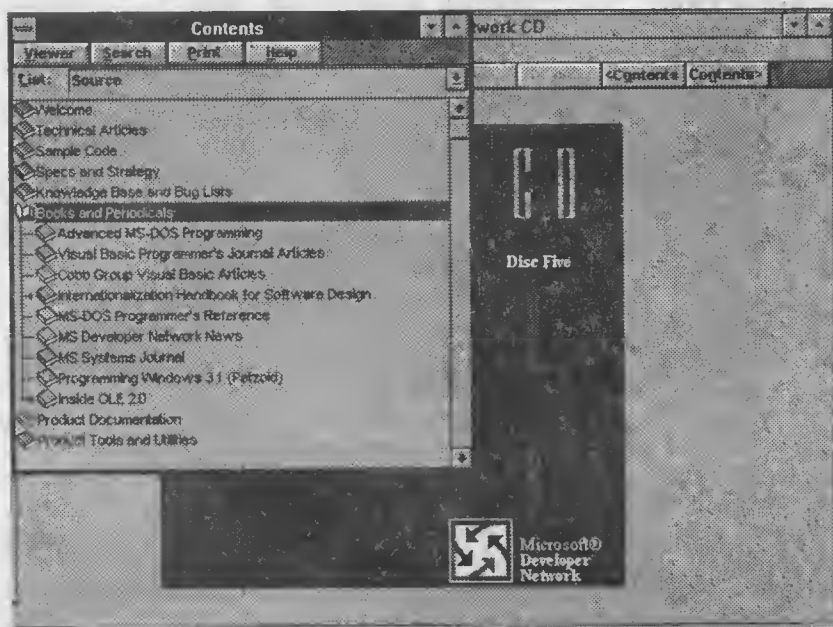 Contents
work CD
Viewer Search Print Help
<Contents Contents>
List: Source
Welcome
Technical Articles
Sample Code
Specs and Strategy
Knowledge Base and Bug Lists
Books and Periodicals
Advanced MS-DOS Programming
Visual Basic Programmer's Journal Articles
Cobb Group Visual Basic Articles
Internationalization Handbook for Software Design
MS-DOS Programmer's Reference
MS Developer Network News
MS Systems Journal
Programming Windows 3.1 (Petzold)
Inside OLE 2.0
Product Documentation
Product Tools and Utilities
CD
Disc Five
Microsoft®
Developer
Network